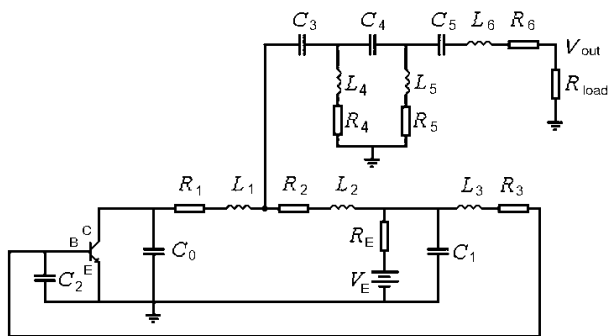 C3 C4 C5 L6 R6
Vout
L4 L5 Rload
R4 R5
R1 L1 R2 L2 L3 R3
C
B
E
C2 C0 RE C1
VE